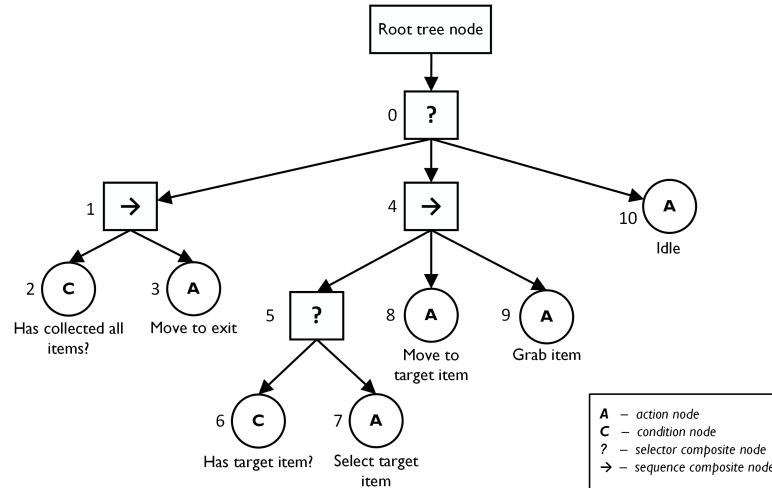 Root tree node
0 ?
1 →
4 →
10 A
Idle
2 C
3 A
Has collected all
items?
Move to exit
5 ?
8 A
9 A
Move to
target item
Grab item
6 C
7 A
Has target item?
Select target
item
A – action node
C – condition node
? – selector composite node
→ – sequence composite node